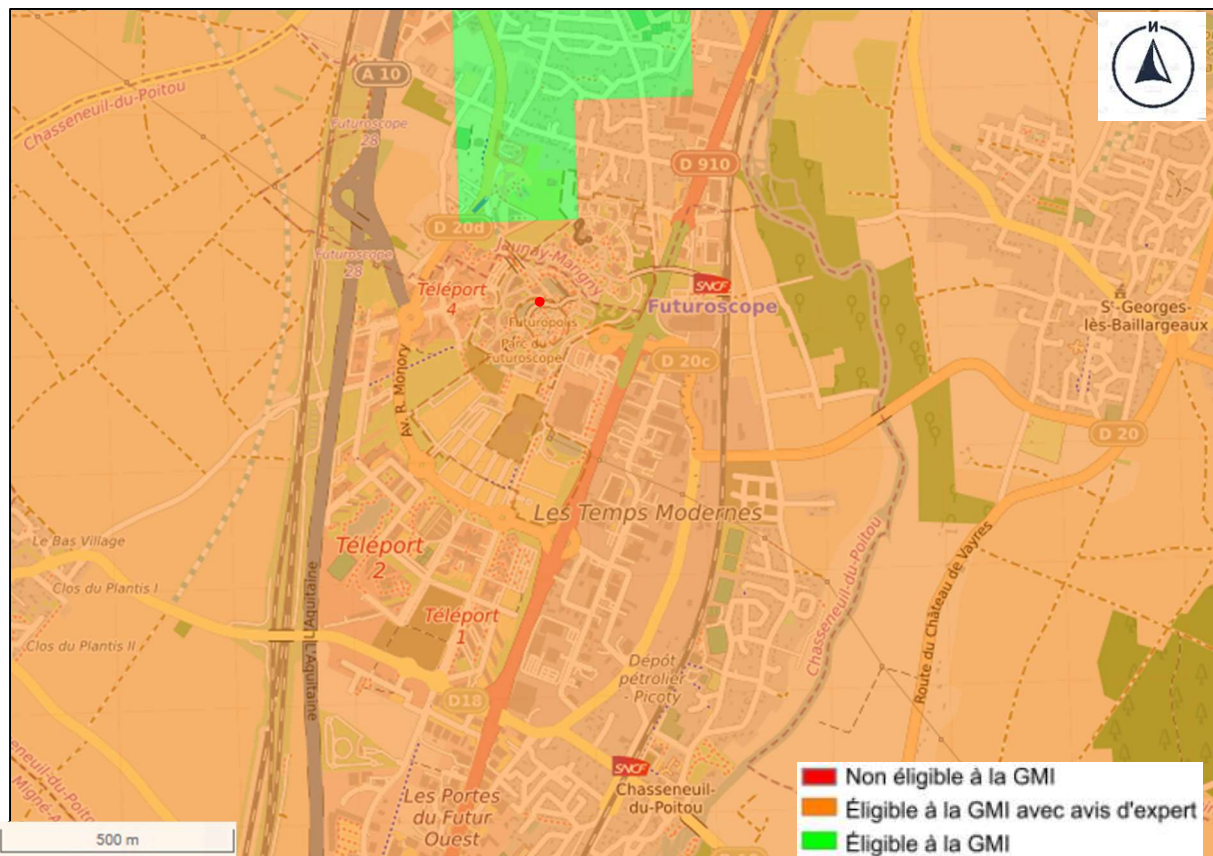 И
A 10
Chasseneuil-du-Poitou
Futuroscope
28
D 910
D 20d
Jaunay-Marigny
Futuroscope
28
Téléport
4
SNCF
Futuroscope
Futuropolis
Parc du
Futuroscope
St-Georges-
lès-Baillargeaux
D 20c
Av. R. Monory
D 20
Les Temps Modernes
Le Bas Village
Téléport
2
Clos du Plantis I
L'Aquitaine
L'Aquitaine
Téléport
1
Chasseneuil-du-Poitou
Route du Château de Vayres
Clos du Plantis II
Dépôt
pétrolier
- Picoty
D18
SNCF
Chasseneuil-
du-Poitou
Les Portes
du Futur
Ouest
500 m
Non éligible à la GMI
Éligible à la GMI avec avis d'expert
Éligible à la GMI